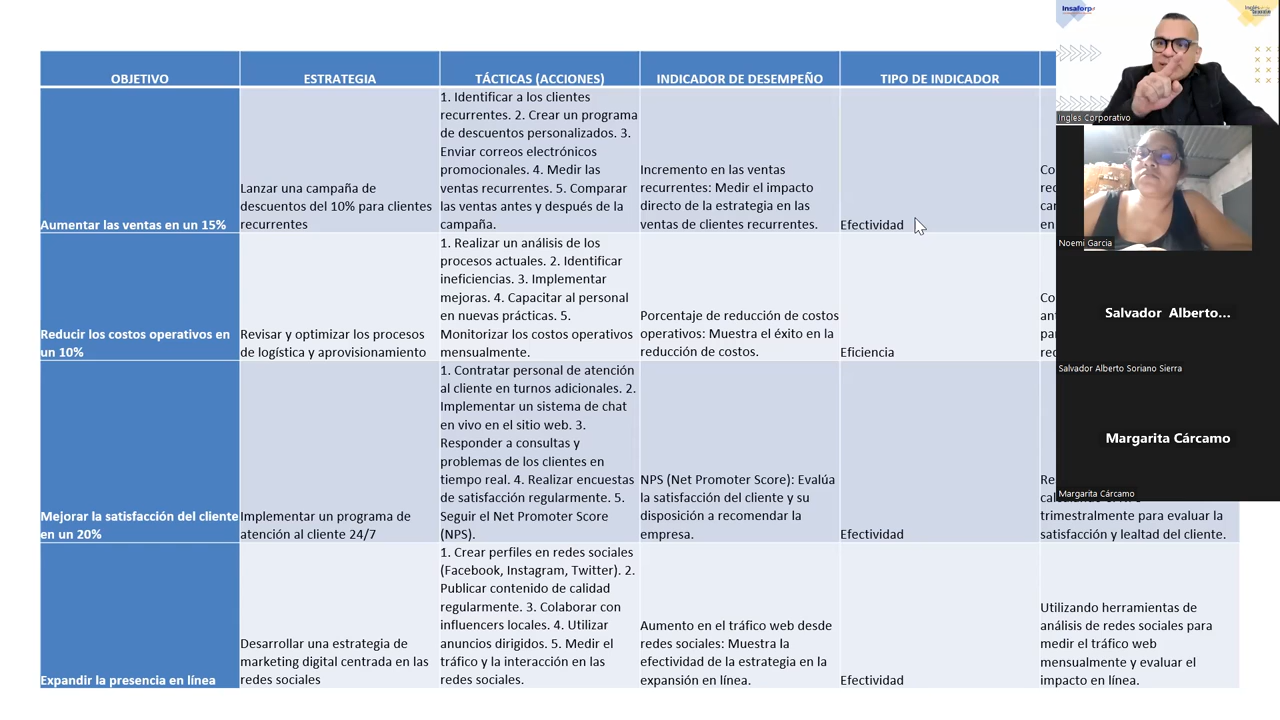 OBJETIVO
ESTRATEGIA
TÁCTICAS (ACCIONES)
INDICADOR DE DESEMPEÑO
TIPO DE INDICADOR
Aumentar las ventas en un 15%
Lanzar una campaña de
descuentos del 10% para clientes
recurrentes
1. Identificar a los clientes
recurrentes. 2. Crear un programa
de descuentos personalizados. 3.
Enviar correos electrónicos
promocionales. 4. Medir las
ventas recurrentes. 5. Comparar
las ventas antes y después de la
campaña.
Incremento en las ventas
recurrentes: Medir el impacto
directo de la estrategia en las
ventas de clientes recurrentes.
Efectividad
Reducir los costos operativos en
un 10%
Revisar y optimizar los procesos
de logística y aprovisionamiento
1. Realizar un análisis de los
procesos actuales. 2. Identificar
ineficiencias. 3. Implementar
mejoras. 4. Capacitar al personal
en nuevas prácticas. 5.
Monitorizar los costos operativos
mensualmente.
Porcentaje de reducción de costos
operativos: Muestra el éxito en la
reducción de costos.
Eficiencia
Mejorar la satisfacción del cliente
en un 20%
Implementar un programa de
atención al cliente 24/7
1. Contratar personal de atención
al cliente en turnos adicionales. 2.
Implementar un sistema de chat
en vivo en el sitio web. 3.
Responder a consultas y
problemas de los clientes en
tiempo real. 4. Realizar encuestas
de satisfacción regularmente. 5.
Seguir el Net Promoter Score
(NPS).
NPS (Net Promoter Score): Evalúa
la satisfacción del cliente y su
disposición a recomendar la
empresa.
Efectividad
trimestralmente para evaluar la
satisfacción y lealtad del cliente.
Expandir la presencia en línea
Desarrollar una estrategia de
marketing digital centrada en las
redes sociales
1. Crear perfiles en redes sociales
(Facebook, Instagram, Twitter). 2.
Publicar contenido de calidad
regularmente. 3. Colaborar con
influencers locales. 4. Utilizar
anuncios dirigidos. 5. Medir el
tráfico y la interacción en las
redes sociales.
Aumento en el tráfico web desde
redes sociales: Muestra la
efectividad de la estrategia en la
expansión en línea.
Efectividad
Utilizando herramientas de
análisis de redes sociales para
medir el tráfico web
mensualmente y evaluar el
impacto en línea.
Insaforp
Ingles Corporativo
Noemi Garcia
Salvador Alberto...
Salvador Alberto Soriano Sierra
Margarita Cárcamo
Margarita Cárcamo